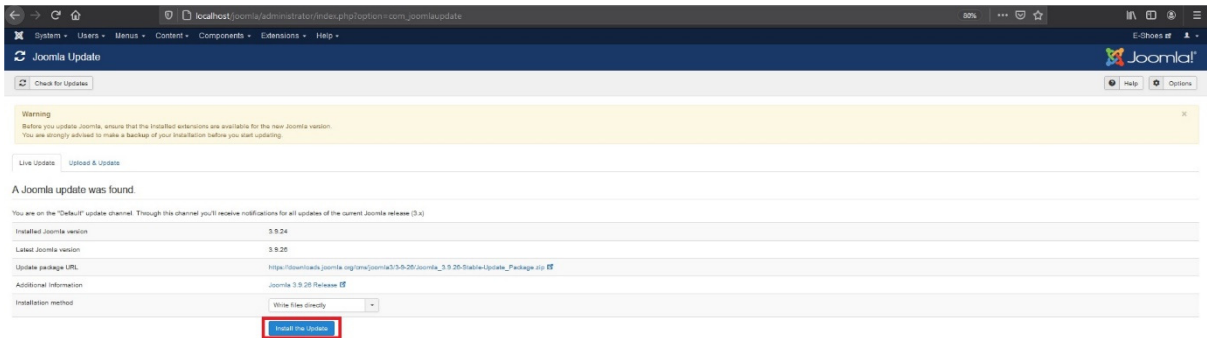 localhost/joomla/administrator/index.php?option=com_joomlaupdate
60%
System Users Menus Content Components Extensions Help
E-Shoes
Joomla Update
Joomla!
Check for Updates
Help Options
Warning
Before you update Joomla, ensure that the installed extensions are available for the new Joomla version.
You are strongly advised to make a backup of your installation before you start updating.
Live Update Upload & Update
A Joomla update was found.
You are on the "Default" update channel. Through this channel you'll receive notifications for all updates of the current Joomla release (3.x)
Installed Joomla version 3.9.24
Latest Joomla version 3.9.26
Update package URL https://downloads.joomla.org/cms/joomla3/3-9-26/Joomla_3.9.26-Stable-Update_Package.zip
Additional Information Joomla 3.9.26 Release
Installation method Write files directly
Install the Update